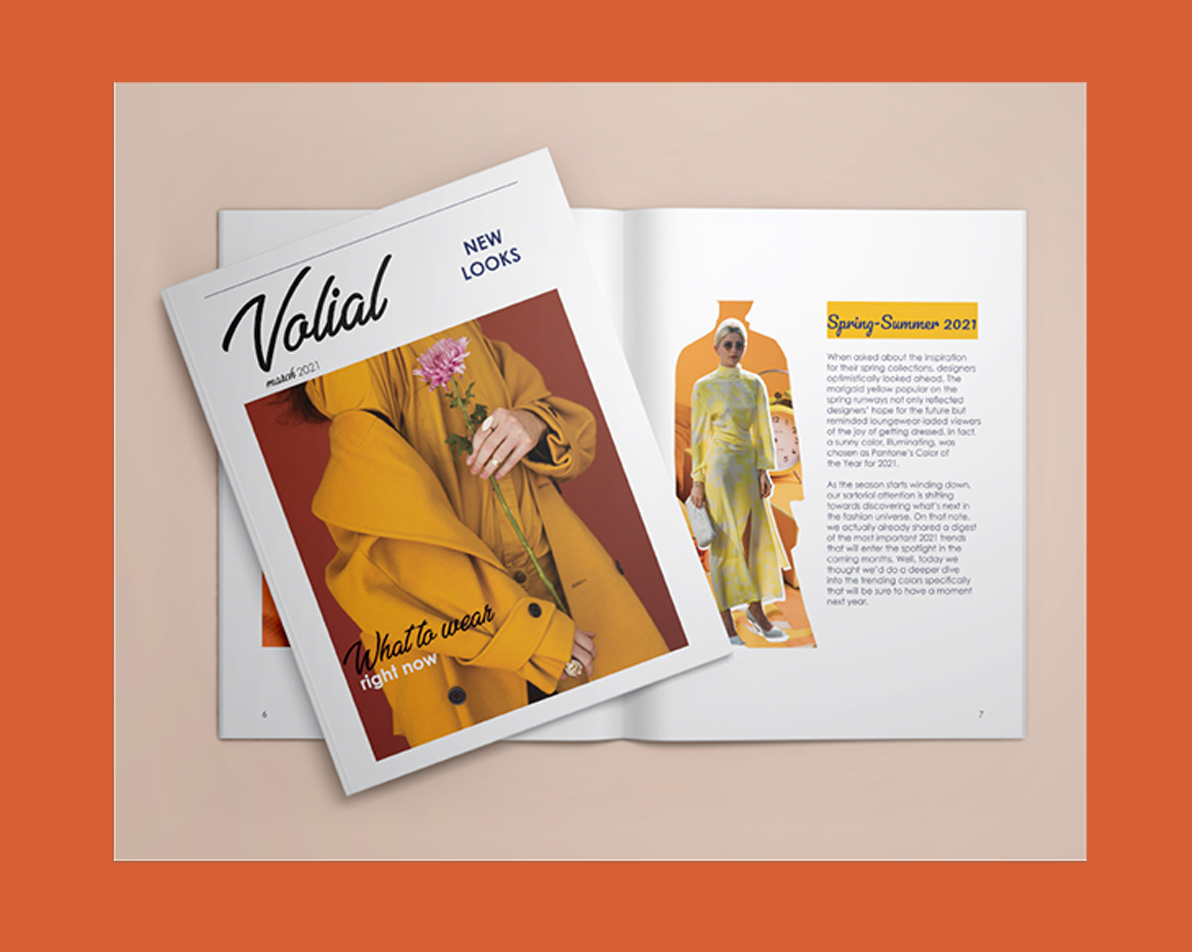 NEW
LOOKS
Volial
march 2021
What to wear
right now
6
Spring-Summer 2021
When asked about the inspiration
for their spring collections, designers
optimistically looked ahead. The
marigold yellow popular on the
spring runways not only reflected
designers' hope for the future but
reminded loungewear-laded viewers
of the joy of getting dressed. In fact,
a sunny color, Illuminating, was
chosen as Pantone's Color of
the Year for 2021.
As the season starts winding down,
our sartorial attention is shifting
towards discovering what's next in
the fashion universe. On that note,
we actually already shared a digest
of the most important 2021 trends
that will enter the spotlight in the
coming months. Well, today we
thought we'd do a deeper dive
into the trending colors specifically
that will be sure to have a moment
next year.
7